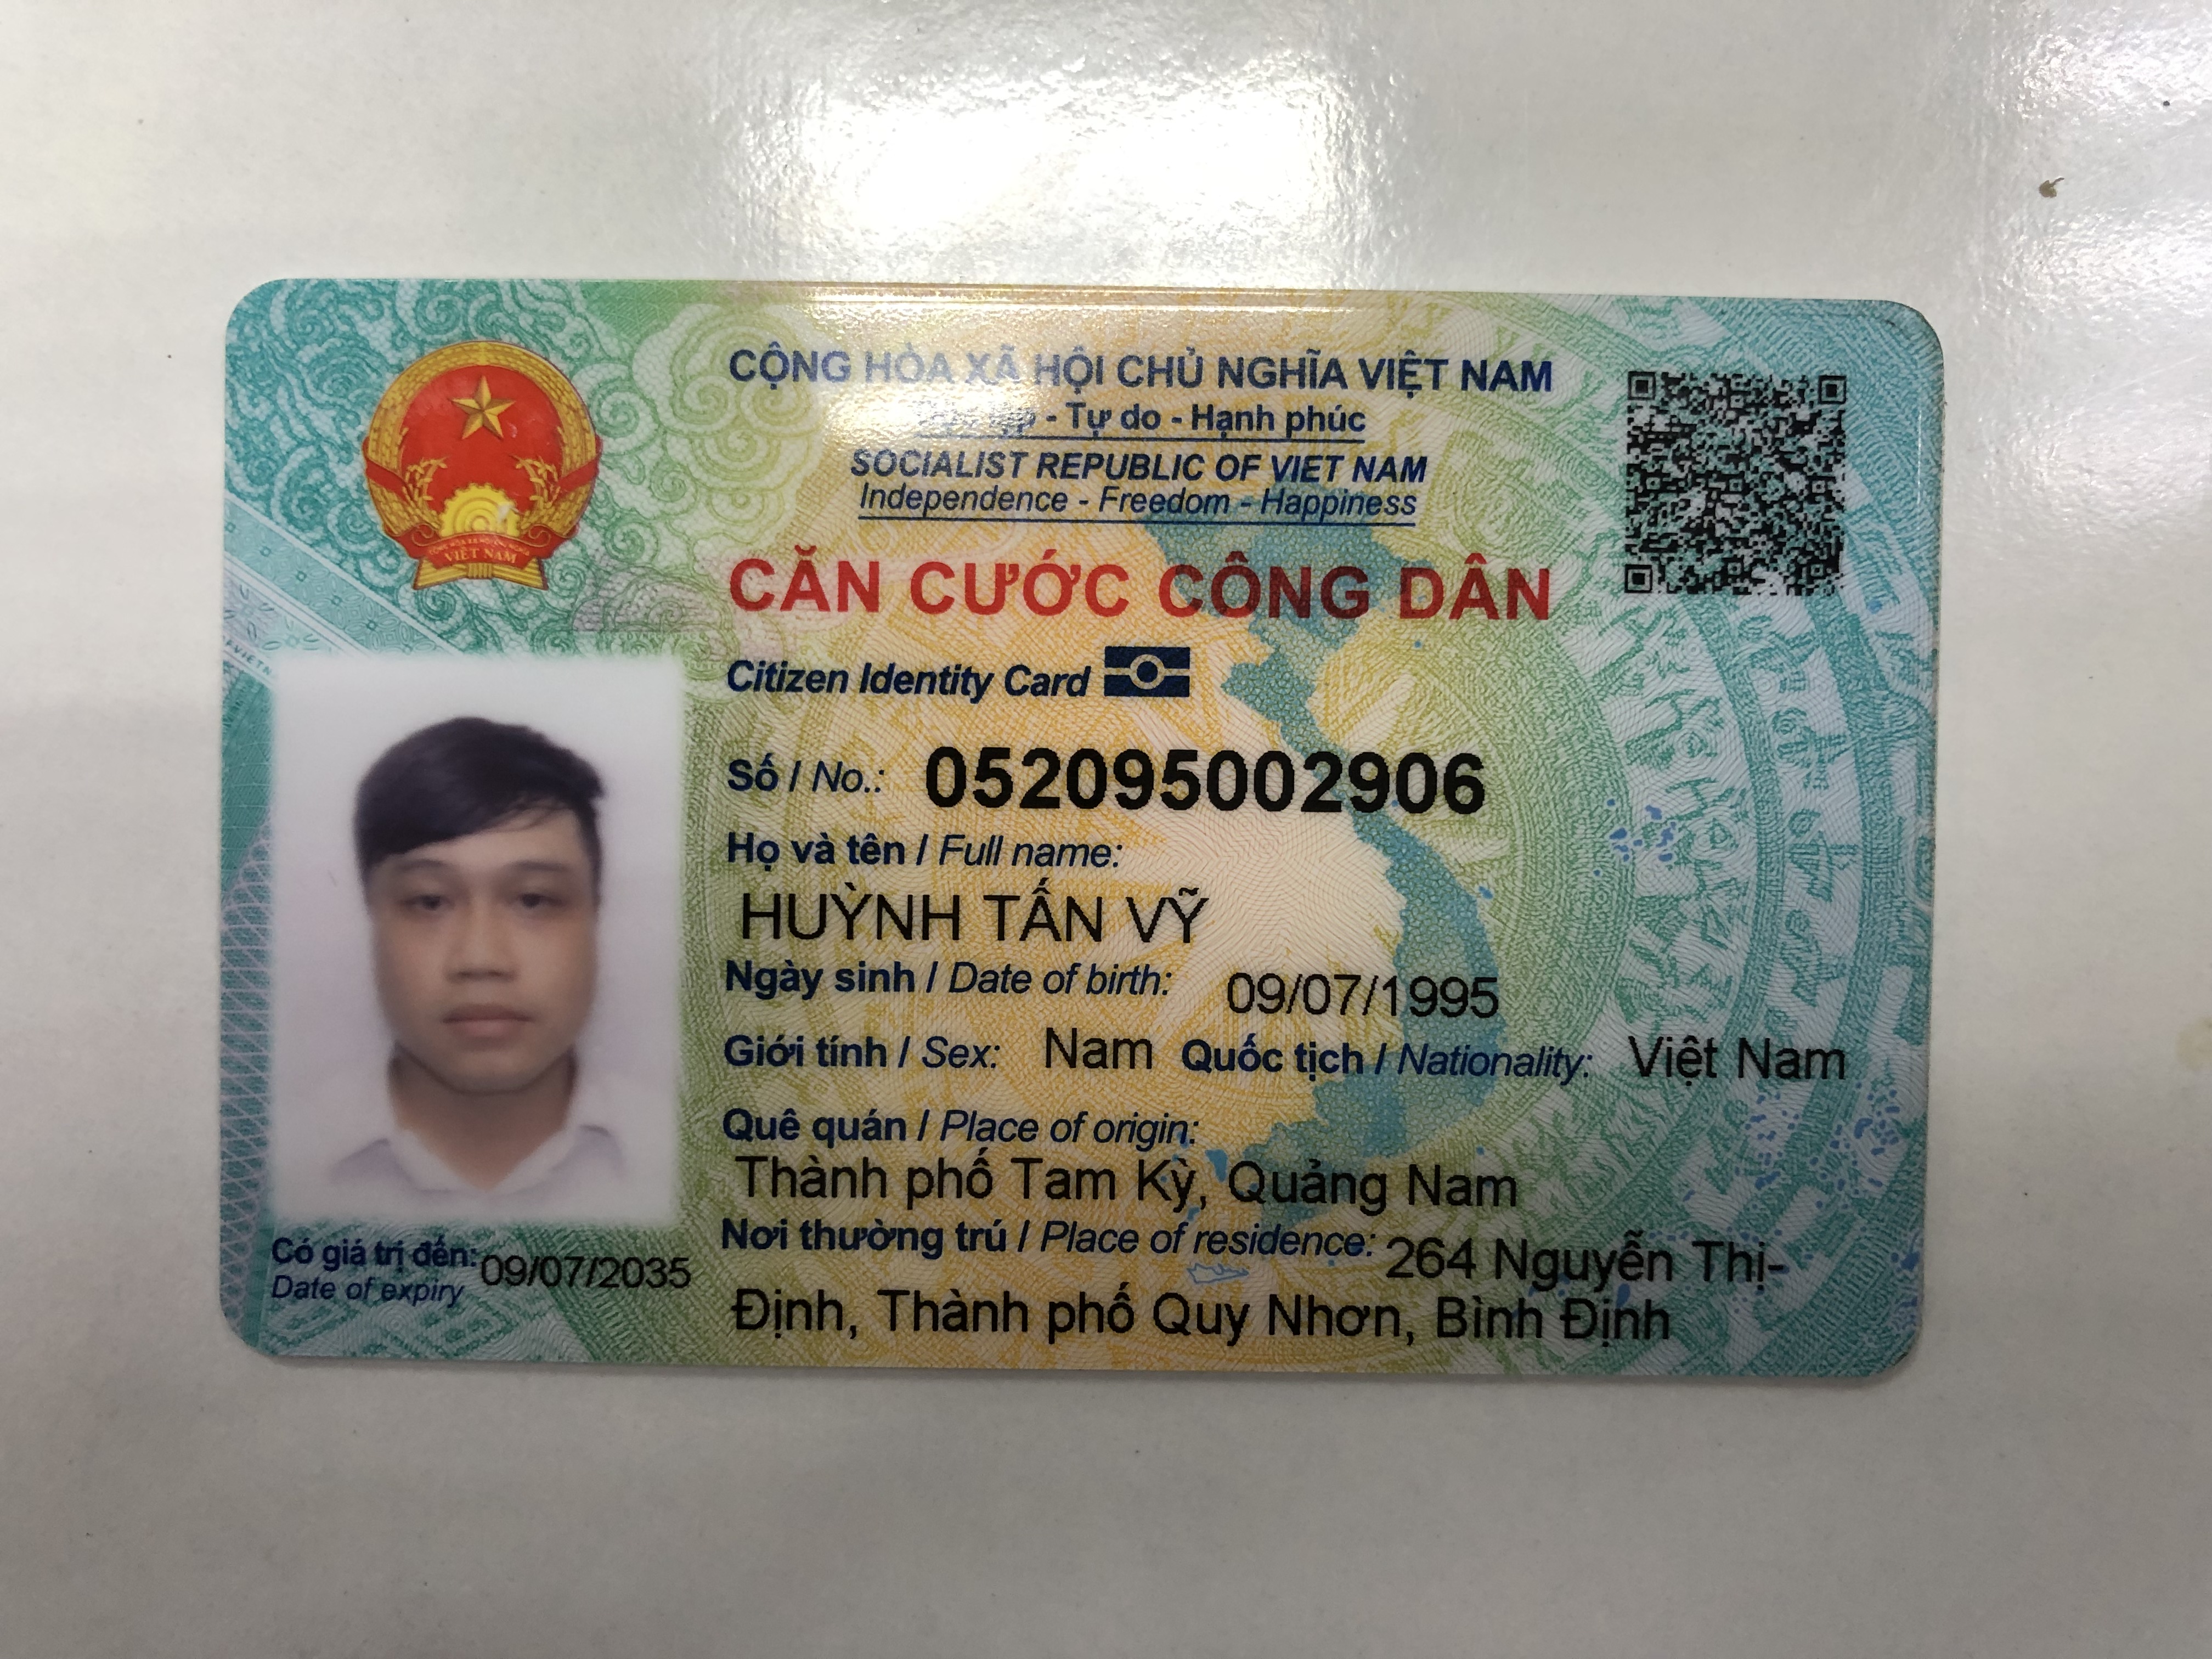 CỘNG HÒA XÃ HỘI CHỦ NGHĨA VIỆT NAM
- Tự do - Hạnh phúc
SOCIALIST REPUBLIC OF VIET NAM
Independence - Freedom - Happiness
CĂN CƯỚC CÔNG DÂN
Citizen Identity Card
Số / No.: 052095002906
Họ và tên / Full name:
HUỲNH TẤN VỸ
Ngày sinh / Date of birth: 09/07/1995
Giới tính / Sex: Nam Quốc tịch / Nationality: Việt Nam
Quê quán / Place of origin:
Thành phố Tam Kỳ, Quảng Nam
Nơi thường trú / Place of residence: 264 Nguyễn Thị
Định, Thành phố Quy Nhơn, Bình Định
Có giá trị đến: 09/07/2035
Date of expiry
VIỆT NAM